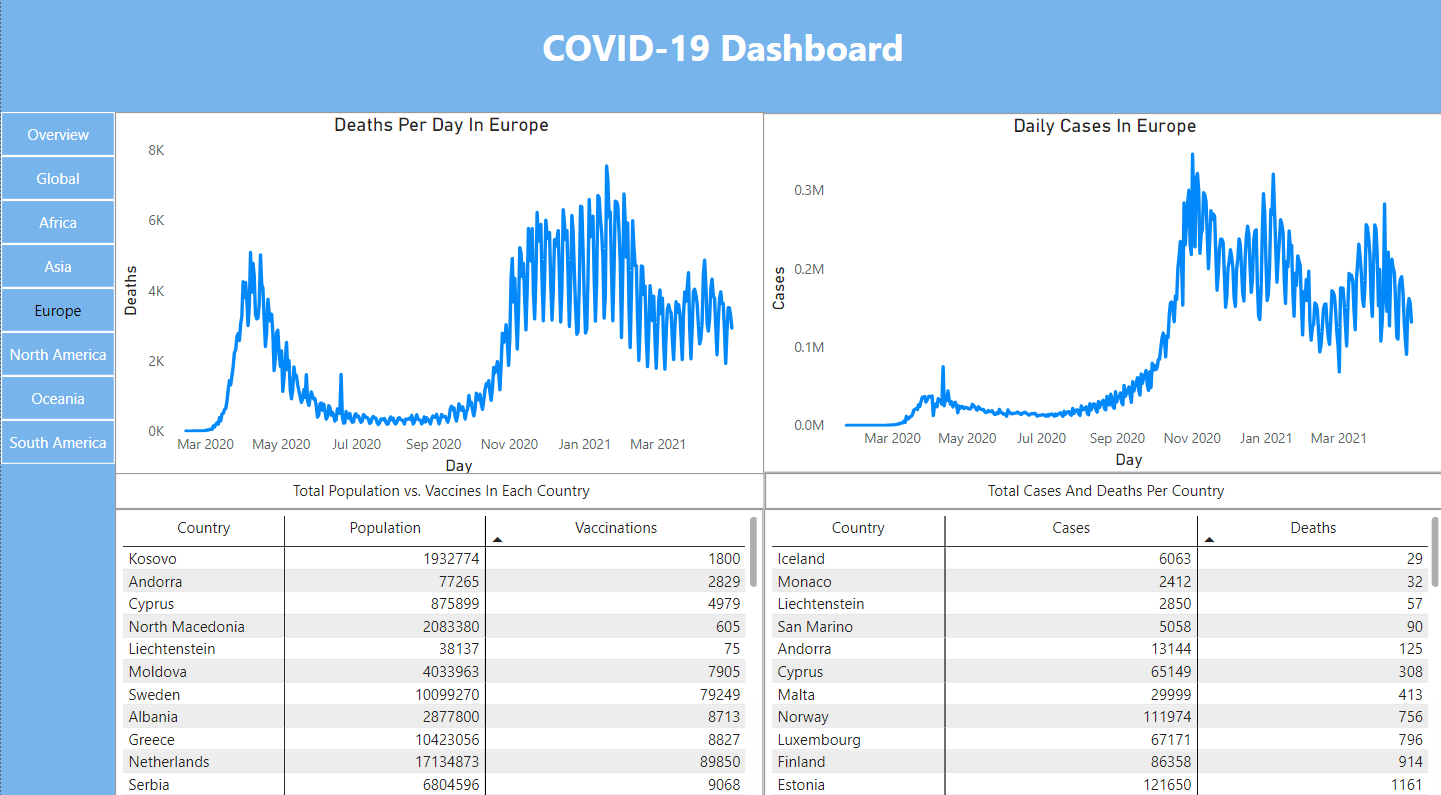 COVID-19 Dashboard
Overview
Global
Africa
Asia
Europe
North America
Oceania
South America
Deaths Per Day In Europe
8K
6K
4K
2K
0K
Deaths
Mar 2020 May 2020 Jul 2020 Sep 2020 Nov 2020 Jan 2021 Mar 2021
Day
Daily Cases In Europe
0.3M
0.2M
0.1M
0.0M
Cases
Mar 2020 May 2020 Jul 2020 Sep 2020 Nov 2020 Jan 2021 Mar 2021
Day
Total Population vs. Vaccines In Each Country
Country Population Vaccinations
Kosovo 1932774 1800
Andorra 77265 2829
Cyprus 875899 4979
North Macedonia 2083380 605
Liechtenstein 38137 75
Moldova 4033963 7905
Sweden 10099270 79249
Albania 2877800 8713
Greece 10423056 8827
Netherlands 17134873 89850
Serbia 6804596 9068
Total Cases And Deaths Per Country
Country Cases Deaths
Iceland 6063 29
Monaco 2412 32
Liechtenstein 2850 57
San Marino 5058 90
Andorra 13144 125
Cyprus 65149 308
Malta 29999 413
Norway 111974 756
Luxembourg 67171 796
Finland 86358 914
Estonia 121650 1161